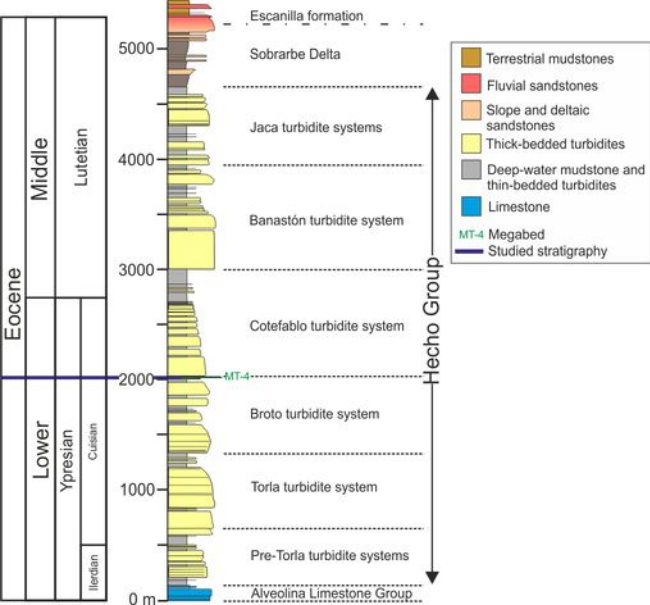 Eocene
Middle
Lower
Lutetian
Ypresian
Cuisian
Ilerdian
5000
4000
3000
2000
1000
0 m
Escanilla formation
Sobrarbe Delta
Jaca turbidite systems
Banastón turbidite system
Cotefablo turbidite system
MT-4
Broto turbidite system
Torla turbidite system
Pre-Torla turbidite systems
Alveolina Limestone Group
Hecho Group
Terrestrial mudstones
Fluvial sandstones
Slope and deltaic
sandstones
Thick-bedded turbidites
Deep-water mudstone and
thin-bedded turbidites
Limestone
MT-4 Megabed
Studied stratigraphy